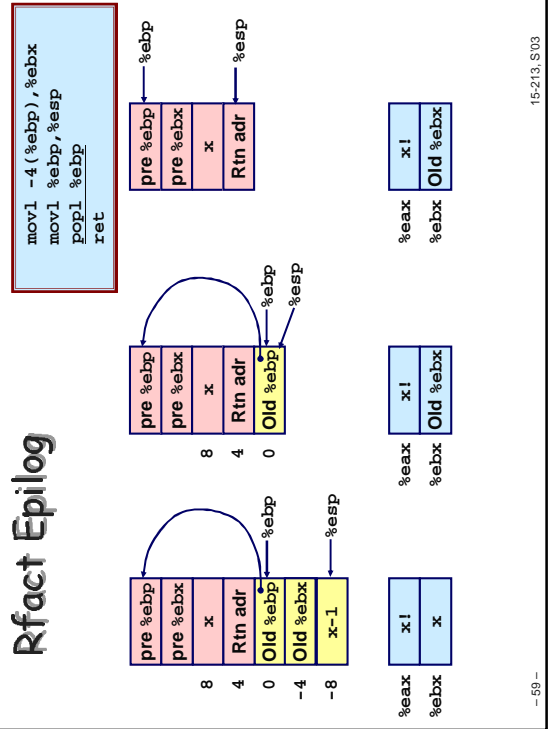 Rfact Epilog
movl -4(%ebp),%ebx
movl %ebp,%esp
popl %ebp
ret
pre %ebp
pre %ebx
8 x
4 Rtn adr
0 Old %ebp %ebp
-4 Old %ebx
-8 x-1 %esp
%eax x!
%ebx x
pre %ebp
pre %ebx
8 x
4 Rtn adr
0 Old %ebp %ebp
%esp
%eax x!
%ebx Old %ebx
pre %ebp %ebp
pre %ebx
x
Rtn adr %esp
%eax x!
%ebx Old %ebx
– 59 –
15-213, S'03